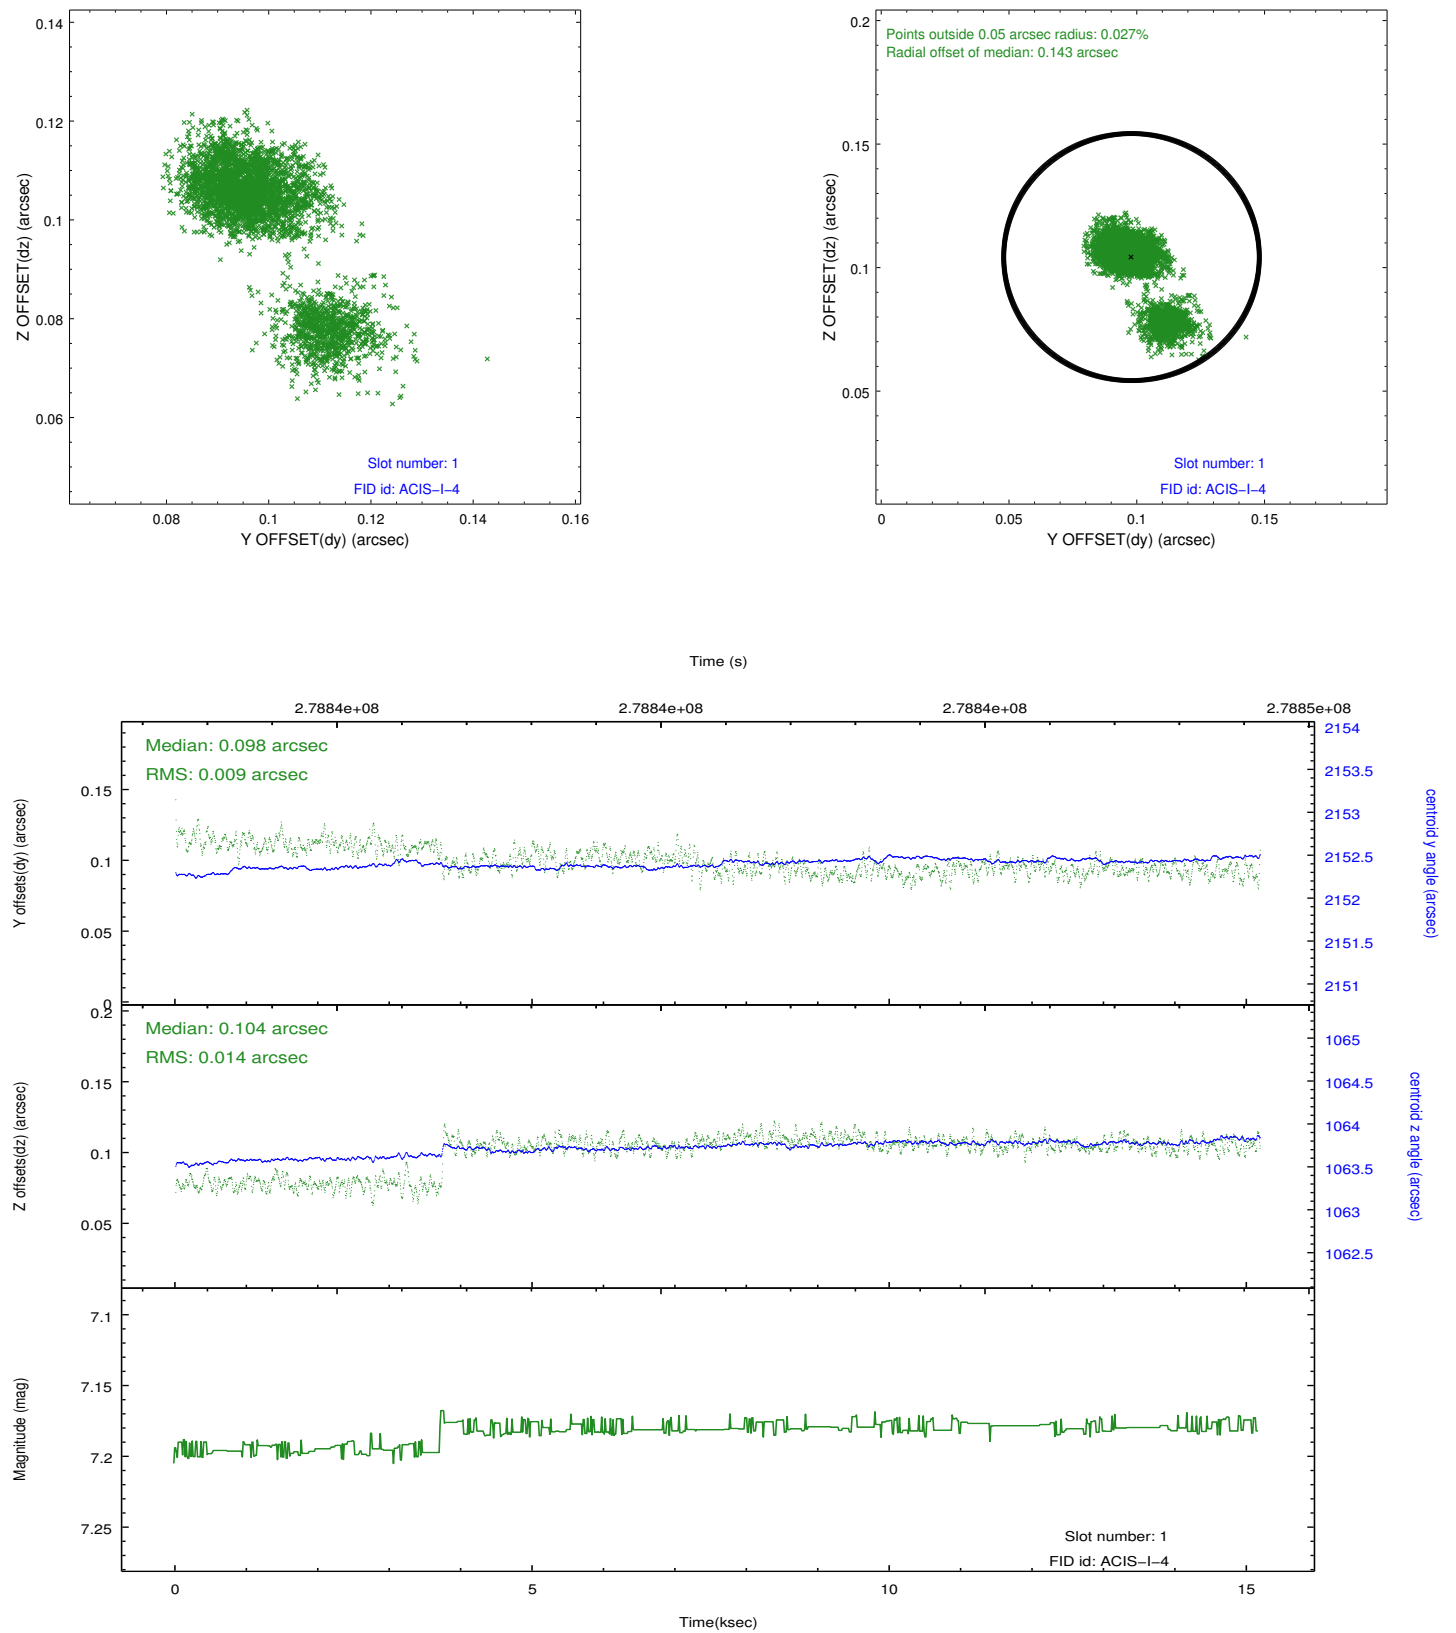 0.14
0.12
0.1
0.08
0.06
Z OFFSET(dz) (arcsec)
Slot number: 1
FID id: ACIS−I−4
0.08 0.1 0.12 0.14 0.16
Y OFFSET(dy) (arcsec)
Points outside 0.05 arcsec radius: 0.027%
Radial offset of median: 0.143 arcsec
0.2
0.15
0.1
0.05
Z OFFSET(dz) (arcsec)
Slot number: 1
FID id: ACIS−I−4
0 0.05 0.1 0.15
Y OFFSET(dy) (arcsec)
Time (s)
2.7884e+08 2.7884e+08 2.7884e+08 2.7885e+08
Median: 0.098 arcsec
RMS: 0.009 arcsec
0.15
0.1
0.05
0
Y offsets(dy) (arcsec)
2154
2153.5
2153
2152.5
2152
2151.5
2151
centroid y angle (arcsec)
Median: 0.104 arcsec
RMS: 0.014 arcsec
0.2
0.15
0.1
0.05
Z offsets(dz) (arcsec)
1065
1064.5
1064
1063.5
1063
1062.5
centroid z angle (arcsec)
7.1
7.15
7.2
7.25
Magnitude (mag)
Slot number: 1
FID id: ACIS−I−4
0 5 10 15
Time(ksec)